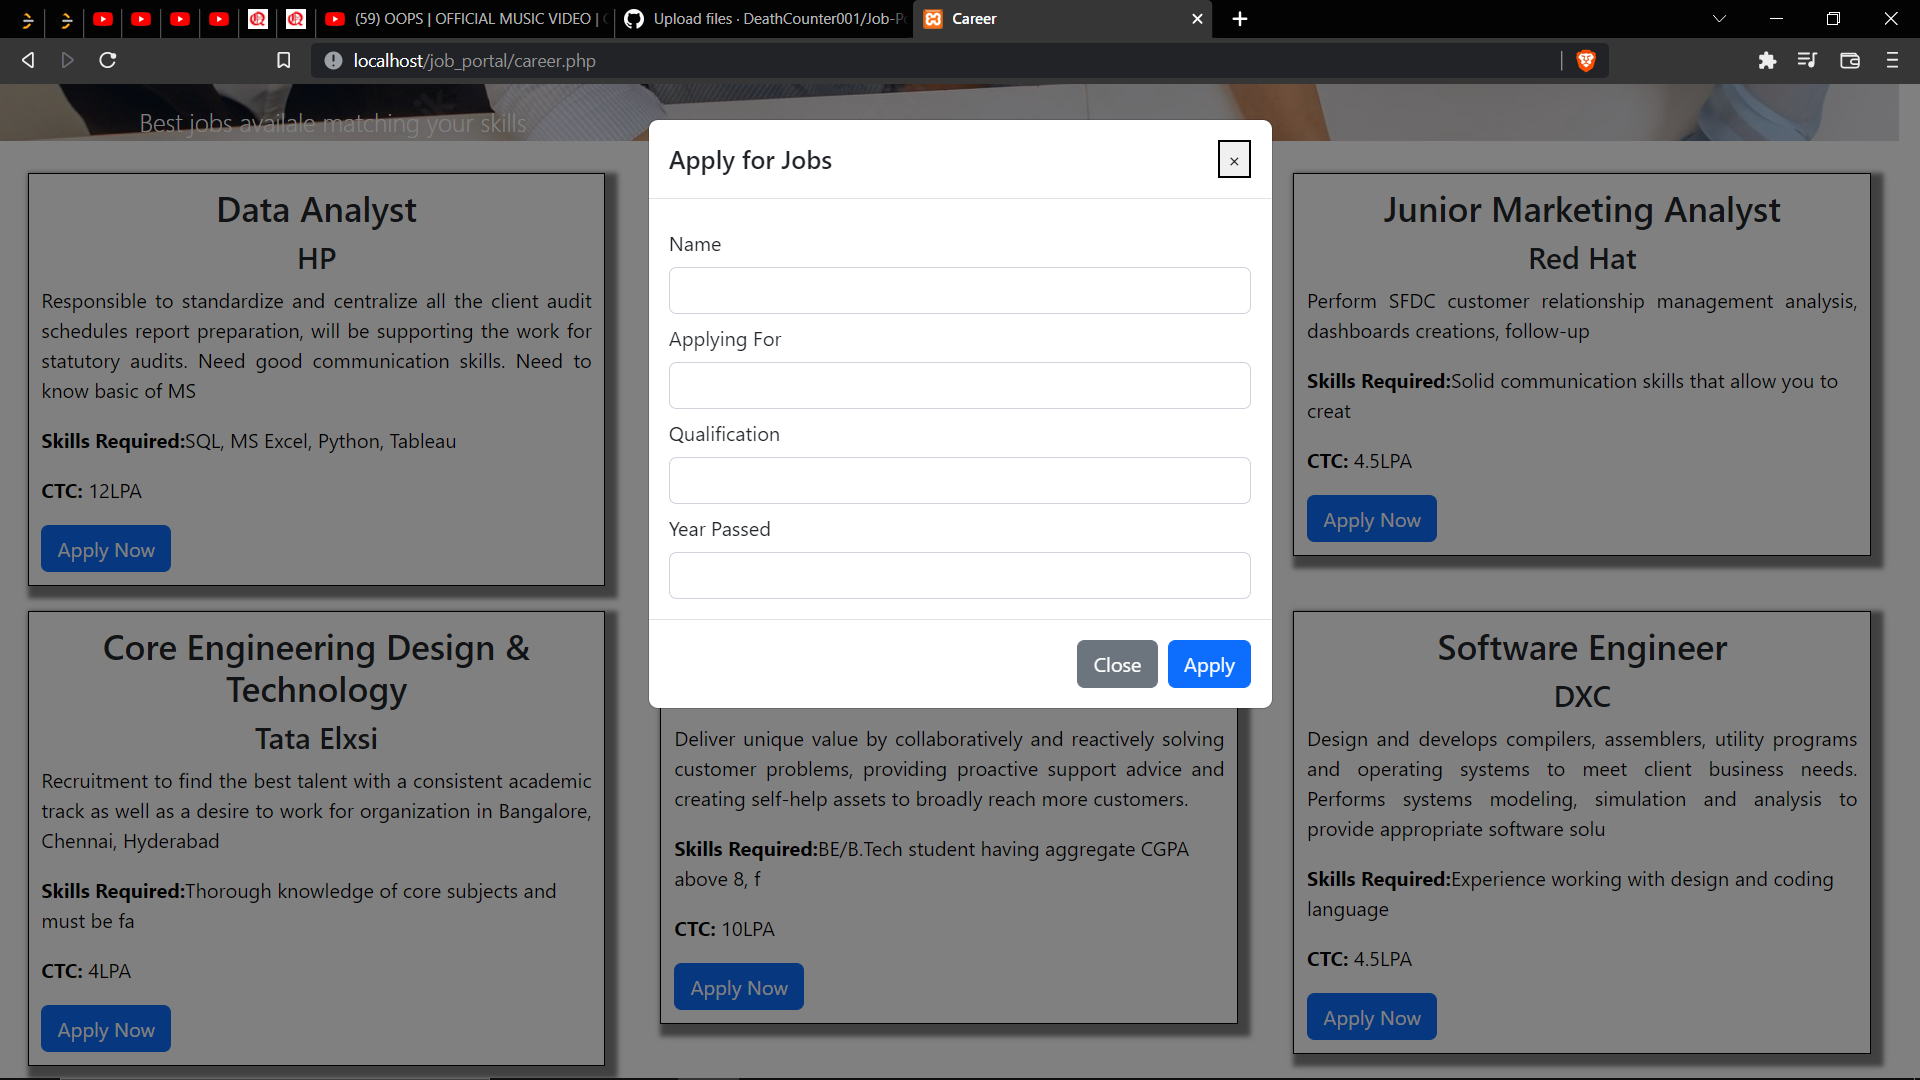 (59) OOPS | OFFICIAL MUSIC VIDEO |
Upload files · DeathCounter001/Job-P
Career
localhost/job_portal/career.php
Best jobs availale matching your skills
Data Analyst
HP
Responsible to standardize and centralize all the client audit
schedules report preparation, will be supporting the work for
statutory audits. Need good communication skills. Need to
know basic of MS
Skills Required:SQL, MS Excel, Python, Tableau
CTC: 12LPA
Apply Now
Apply for Jobs
×
Name
Applying For
Qualification
Year Passed
Close
Apply
Junior Marketing Analyst
Red Hat
Perform SFDC customer relationship management analysis,
dashboards creations, follow-up
Skills Required:Solid communication skills that allow you to
creat
CTC: 4.5LPA
Apply Now
Core Engineering Design &
Technology
Tata Elxsi
Recruitment to find the best talent with a consistent academic
track as well as a desire to work for organization in Bangalore,
Chennai, Hyderabad
Skills Required:Thorough knowledge of core subjects and
must be fa
CTC: 4LPA
Apply Now
Deliver unique value by collaboratively and reactively solving
customer problems, providing proactive support advice and
creating self-help assets to broadly reach more customers.
Skills Required:BE/B.Tech student having aggregate CGPA
above 8, f
CTC: 10LPA
Apply Now
Software Engineer
DXC
Design and develops compilers, assemblers, utility programs
and operating systems to meet client business needs.
Performs systems modeling, simulation and analysis to
provide appropriate software solu
Skills Required:Experience working with design and coding
language
CTC: 4.5LPA
Apply Now